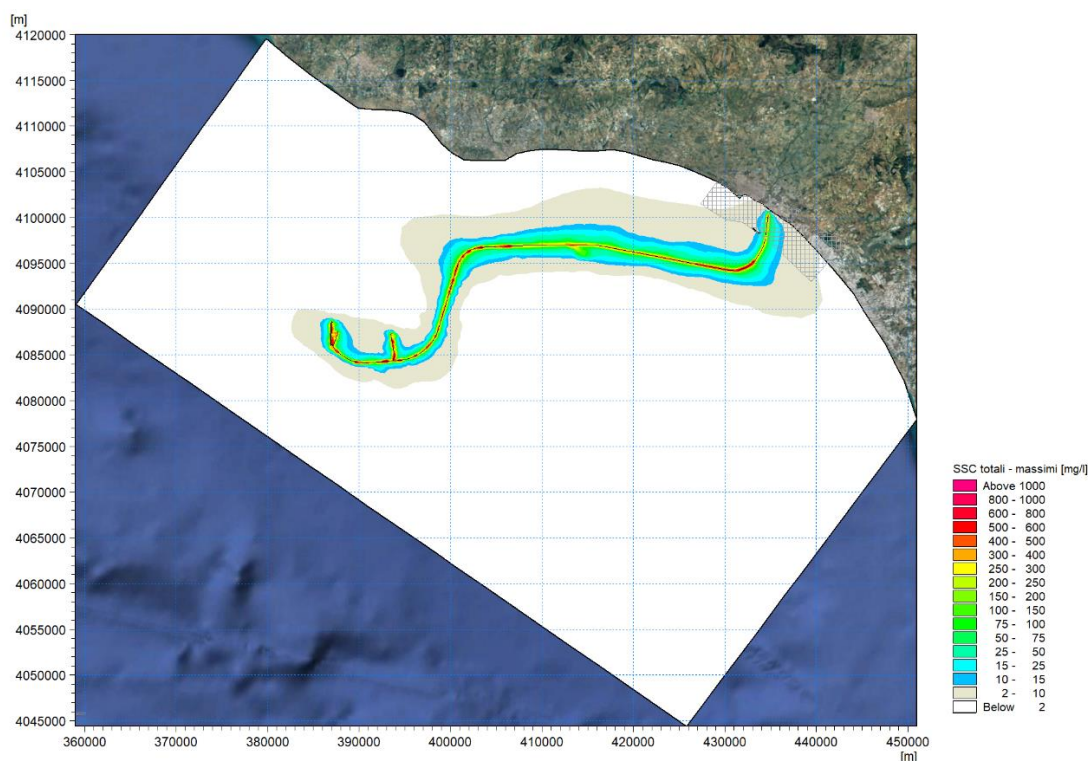 [m]
4120000
4115000
4110000
4105000
4100000
4095000
4090000
4085000
4080000
4075000
4070000
4065000
4060000
4055000
4050000
4045000
360000 370000 380000 390000 400000 410000 420000 430000 440000 450000
[m]
SSC totali - massimi [mg/l]
Above 1000
800 - 1000
600 - 800
500 - 600
400 - 500
300 - 400
250 - 300
200 - 250
150 - 200
100 - 150
75 - 100
50 - 75
25 - 50
15 - 25
10 - 15
2 - 10
Below 2